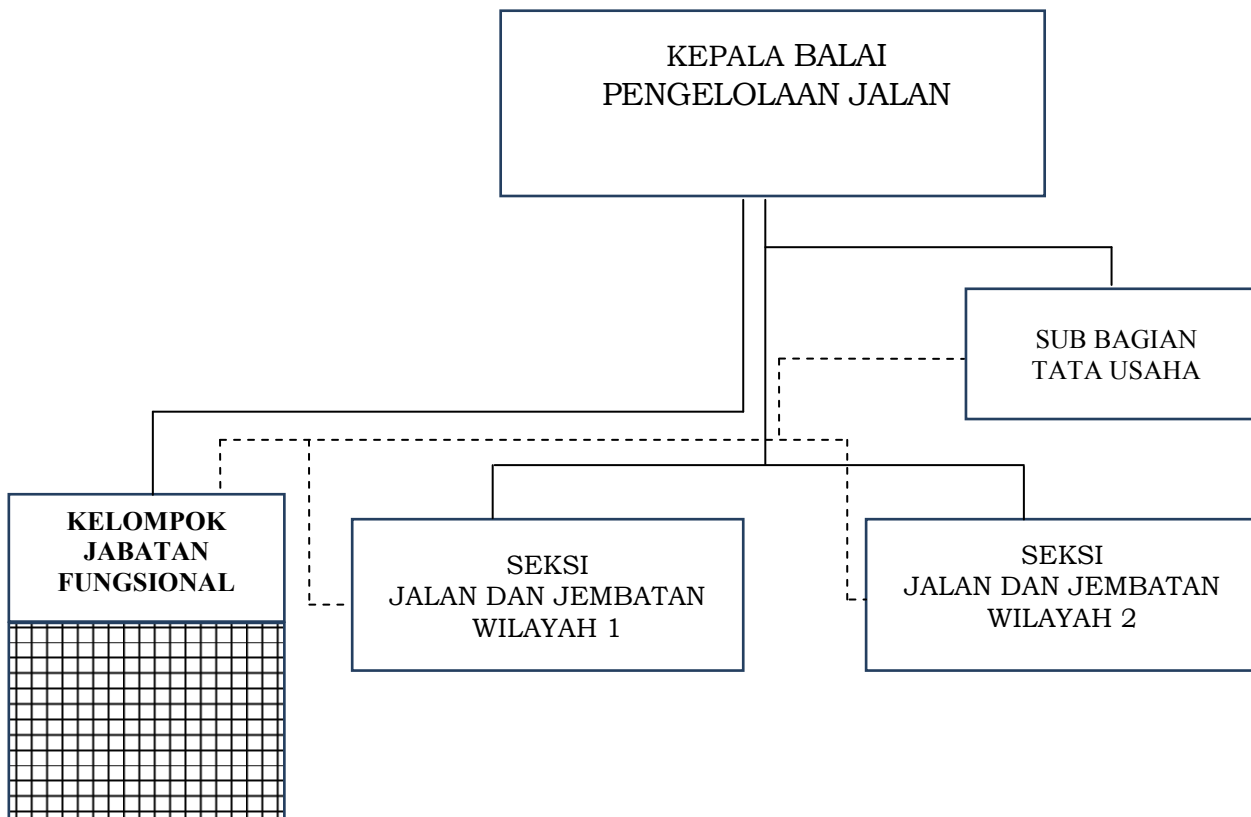 KEPALA BALAI
PENGELOLAAN JALAN
SUB BAGIAN
TATA USAHA
KELOMPOK
JABATAN
FUNGSIONAL
SEKSI
JALAN DAN JEMBATAN
WILAYAH 1
SEKSI
JALAN DAN JEMBATAN
WILAYAH 2